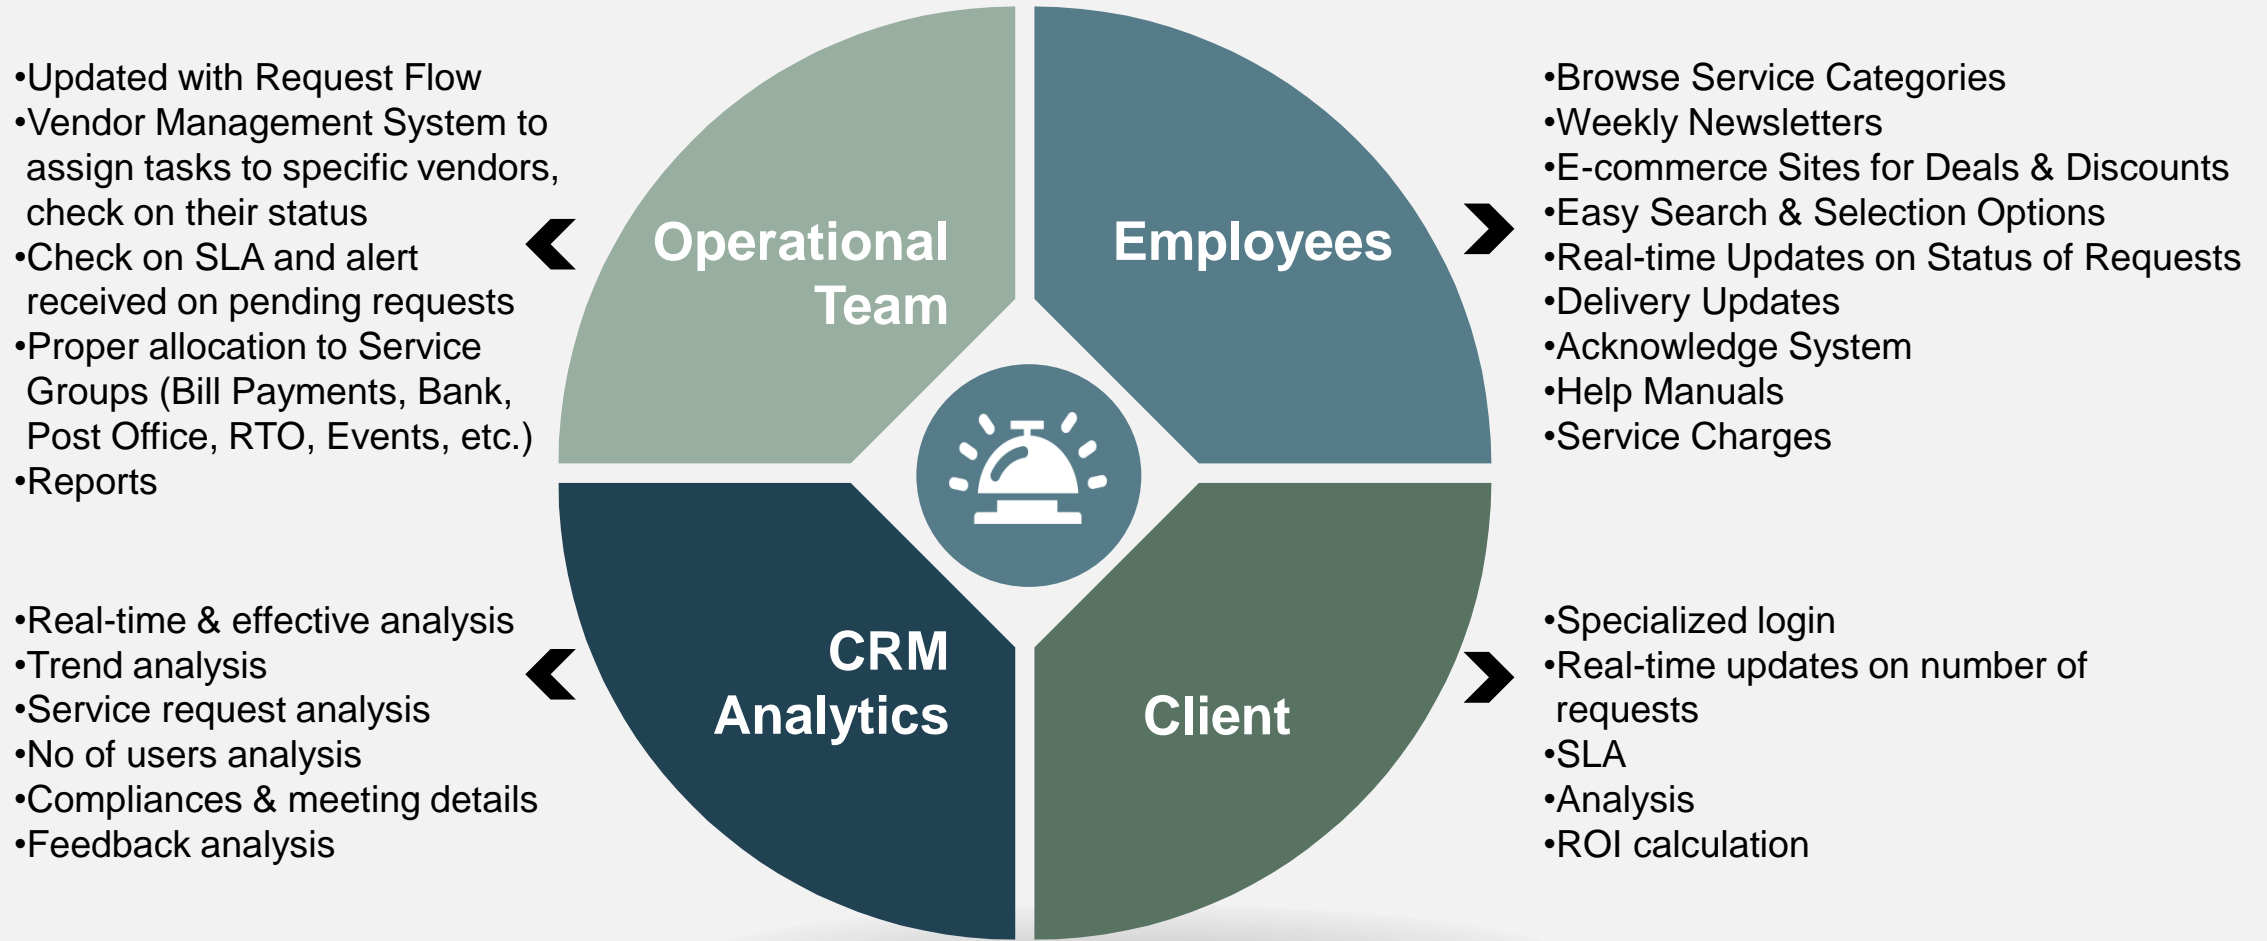 •Updated with Request Flow
•Vendor Management System to
assign tasks to specific vendors,
check on their status
•Check on SLA and alert
received on pending requests
•Proper allocation to Service
Groups (Bill Payments, Bank,
Post Office, RTO, Events, etc.)
•Reports
Operational
Team
Employees
•Browse Service Categories
•Weekly Newsletters
•E-commerce Sites for Deals & Discounts
•Easy Search & Selection Options
•Real-time Updates on Status of Requests
•Delivery Updates
•Acknowledge System
•Help Manuals
•Service Charges
•Real-time & effective analysis
•Trend analysis
•Service request analysis
•No of users analysis
•Compliances & meeting details
•Feedback analysis
CRM
Analytics
Client
•Specialized login
•Real-time updates on number of
requests
•SLA
•Analysis
•ROI calculation